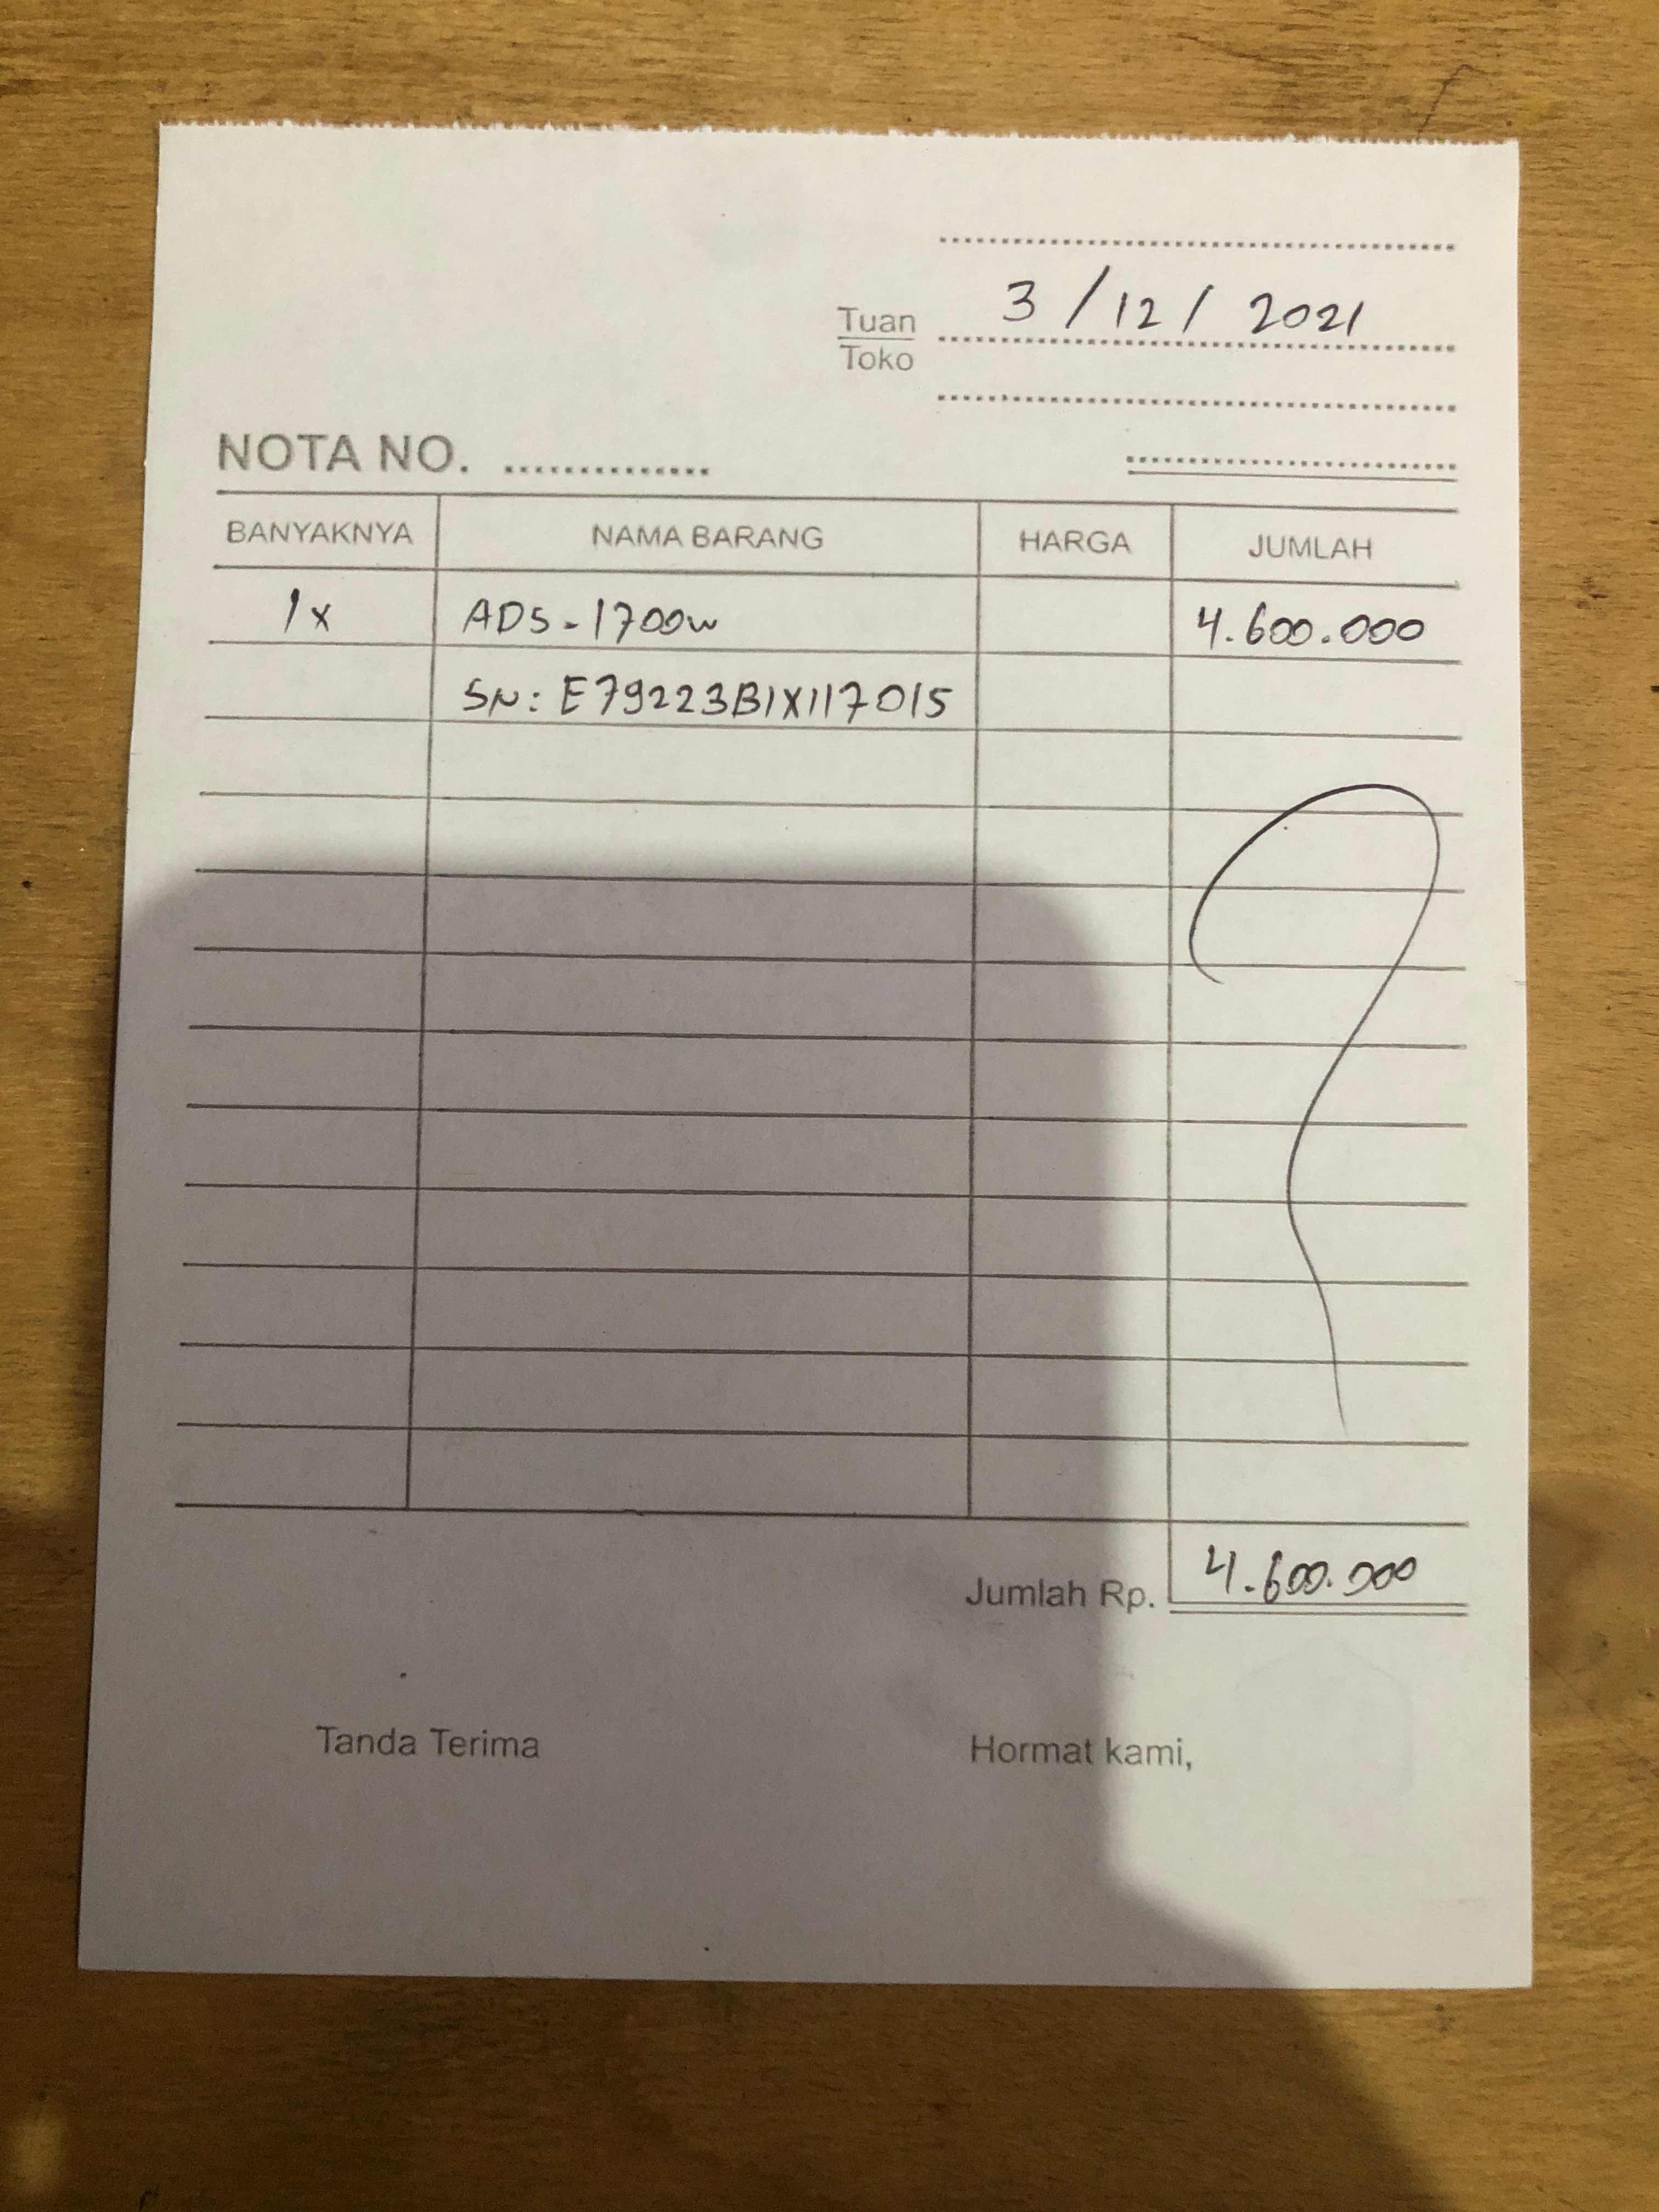 3/12/2021
Tuan
Toko
NOTA NO. ..............
BANYAKNYA NAMA BARANG HARGA JUMLAH
1x ADS-1700w 4.600.000
SN: E79223B1X117015
Jumlah Rp. 4.600.000
Tanda Terima Hormat kami,